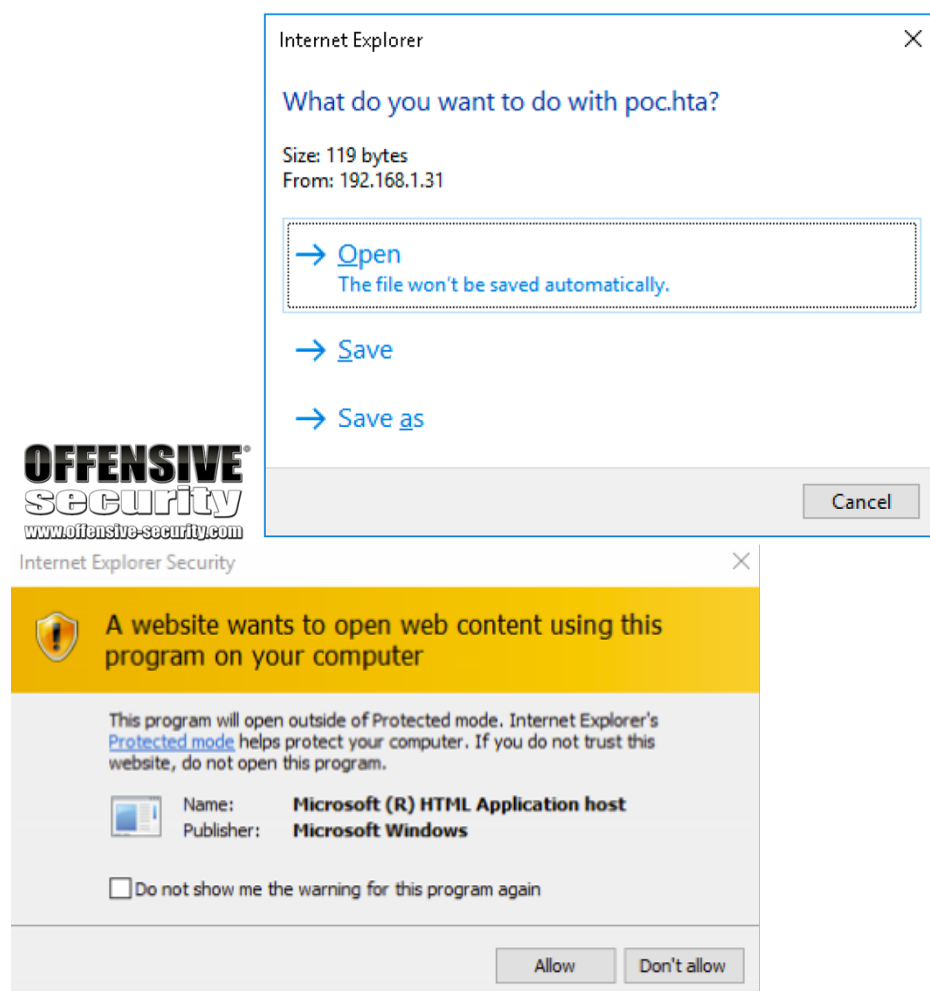 Internet Explorer
What do you want to do with poc.hta?
Size: 119 bytes
From: 192.168.1.31
Open
The file won't be saved automatically.
Save
Save as
Cancel
OFFENSIVE®
security
www.offensive-security.com
Internet Explorer Security
A website wants to open web content using this
program on your computer
This program will open outside of Protected mode. Internet Explorer's
Protected mode helps protect your computer. If you do not trust this
website, do not open this program.
Name: Microsoft (R) HTML Application host
Publisher: Microsoft Windows
Do not show me the warning for this program again
Allow Don't allow